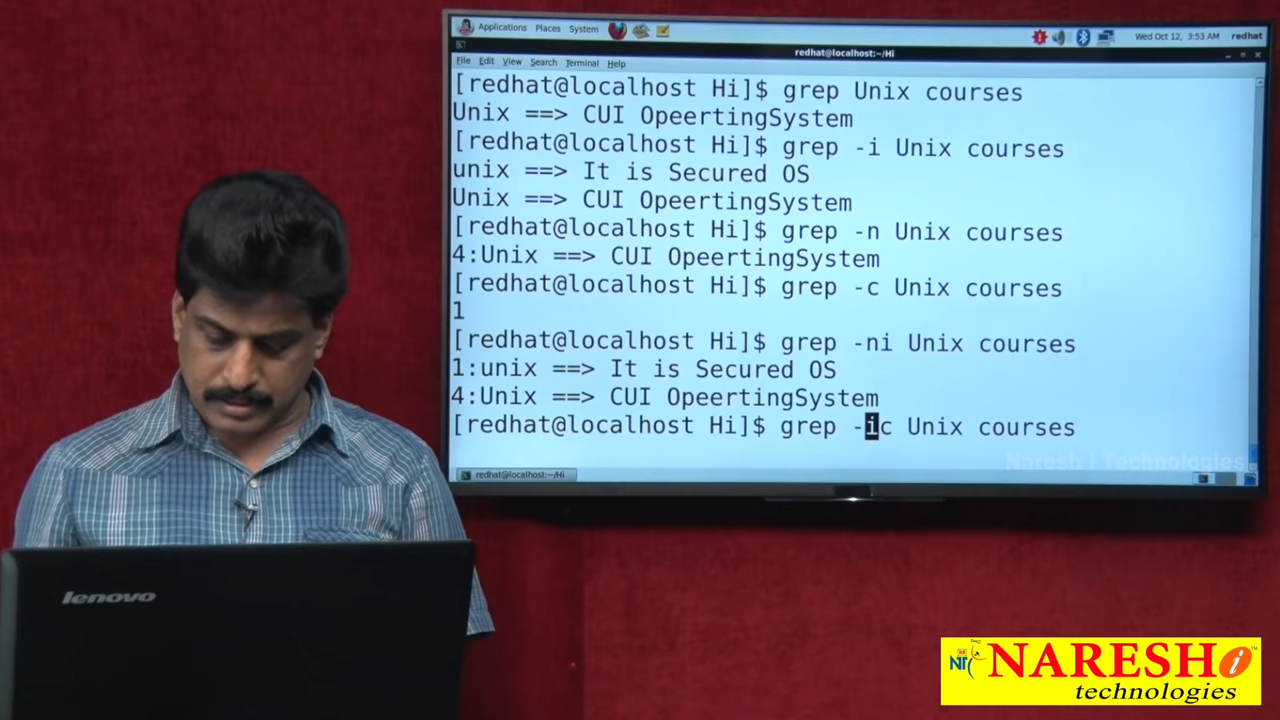 Applications Places System
Wed Oct 12, 3:53 AM redhat
redhat@localhost:~/Hi
File Edit View Search Terminal Help
[redhat@localhost Hi]$ grep Unix courses
Unix ==> CUI OpeertingSystem
[redhat@localhost Hi]$ grep -i Unix courses
unix ==> It is Secured OS
Unix ==> CUI OpeertingSystem
[redhat@localhost Hi]$ grep -n Unix courses
4:Unix ==> CUI OpeertingSystem
[redhat@localhost Hi]$ grep -c Unix courses
1
[redhat@localhost Hi]$ grep -ni Unix courses
1:unix ==> It is Secured OS
4:Unix ==> CUI OpeertingSystem
[redhat@localhost Hi]$ grep -ic Unix courses
Naresh i Technologies
redhat@localhost:~/Hi
lenovo
NT
NARESH i
technologies